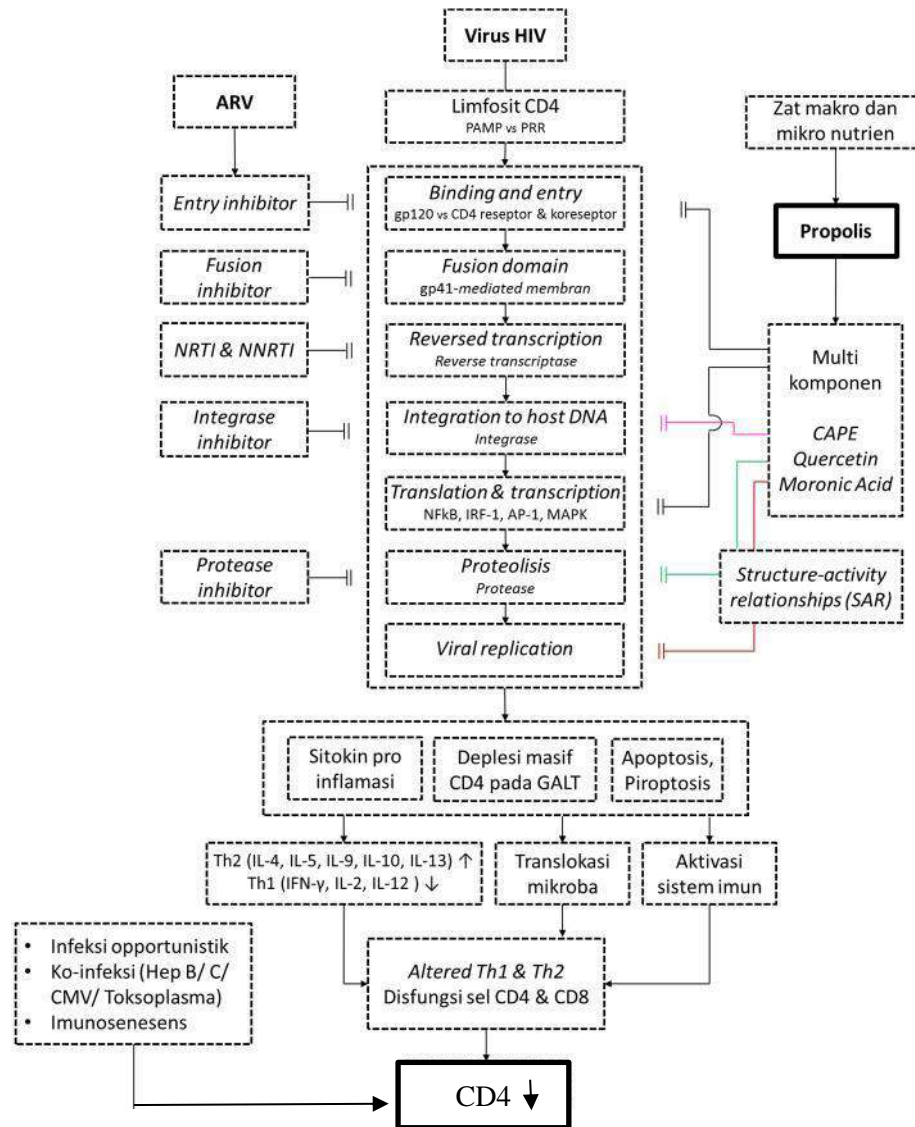 Virus HIV
ARV
Limfosit CD4
PAMP vs PRR
Zat makro dan
mikro nutrien
Entry inhibitor
Binding and entry
gp120 vs CD4 reseptor & koreseptor
Propolis
Fusion
inhibitor
Fusion domain
gp41-mediated membran
NRTI & NNRTI
Reversed transcription
Reverse transcriptase
Multi
komponen
CAPE
Quercetin
Moronic Acid
Integrase
inhibitor
Integration to host DNA
Integrase
Translation & transcription
NFkB, IRF-1, AP-1, MAPK
Protease
inhibitor
Proteolisis
Protease
Structure-activity
relationships (SAR)
Viral replication
Sitokin pro
inflamasi
Deplesi masif
CD4 pada GALT
Apoptosis,
Piroptosis
Th2 (IL-4, IL-5, IL-9, IL-10, IL-13) ↑
Th1 (IFN-γ, IL-2, IL-12 ) ↓
Translokasi
mikroba
Aktivasi
sistem imun
• Infeksi opportunistik
• Ko-infeksi (Hep B/ C/
CMV/ Toksoplasma)
• Imunosenesens
Altered Th1 & Th2
Disfungsi sel CD4 & CD8
CD4 ↓